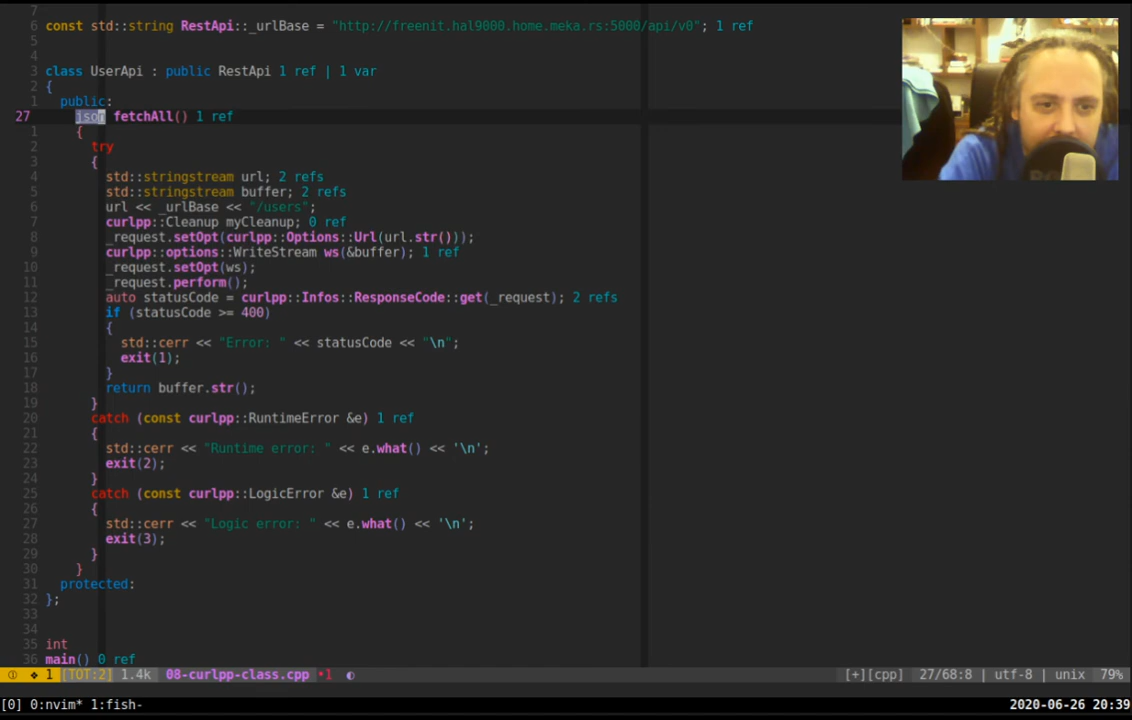 7
6 const std::string RestApi::_urlBase = "http://freenit.hal9000.home.meka.rs:5000/api/v0"; 1 ref
5
4
3 class UserApi : public RestApi 1 ref | 1 var
2 {
1 public:
27 json fetchAll() 1 ref
1 {
2 try
3 {
4 std::stringstream url; 2 refs
5 std::stringstream buffer; 2 refs
6 url << _urlBase << "/users";
7 curlpp::Cleanup myCleanup; 0 ref
8 _request.setOpt(curlpp::Options::Url(url.str()));
9 curlpp::options::WriteStream ws(&buffer); 1 ref
10 _request.setOpt(ws);
11 _request.perform();
12 auto statusCode = curlpp::Infos::ResponseCode::get(_request); 2 refs
13 if (statusCode >= 400)
14 {
15 std::cerr << "Error: " << statusCode << "\n";
16 exit(1);
17 }
18 return buffer.str();
19 }
20 catch (const curlpp::RuntimeError &e) 1 ref
21 {
22 std::cerr << "Runtime error: " << e.what() << '\n';
23 exit(2);
24 }
25 catch (const curlpp::LogicError &e) 1 ref
26 {
27 std::cerr << "Logic error: " << e.what() << '\n';
28 exit(3);
29 }
30 }
31 protected:
32 };
33
34
35 int
36 main() 0 ref
① ❖ 1 [TOT:2] 1.4k 08-curlpp-class.cpp •1 [+][cpp] 27/68:8 | utf-8 | unix 79%
[0] 0:nvim* 1:fish- 2020-06-26 20:39